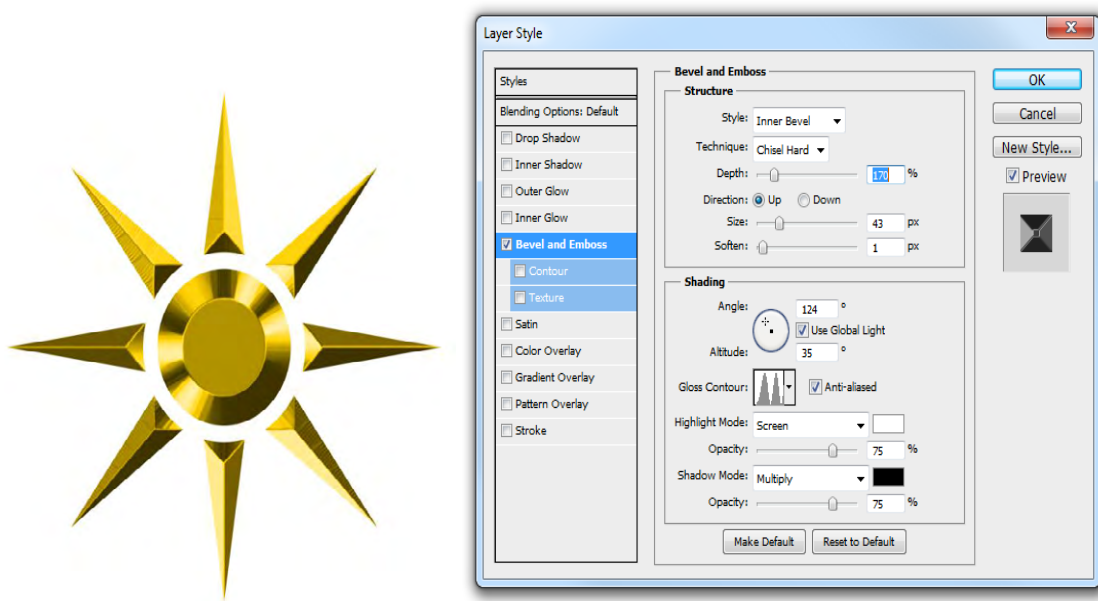 Layer Style
X
Styles
Blending Options: Default
Drop Shadow
Inner Shadow
Outer Glow
Inner Glow
Bevel and Emboss
Contour
Texture
Satin
Color Overlay
Gradient Overlay
Pattern Overlay
Stroke
Bevel and Emboss
Structure
Style: Inner Bevel
Technique: Chisel Hard
Depth: 170 %
Direction: Up Down
Size: 43 px
Soften: 1 px
Shading
Angle: 124 °
Use Global Light
Altitude: 35 °
Gloss Contour: Anti-aliased
Highlight Mode: Screen
Opacity: 75 %
Shadow Mode: Multiply
Opacity: 75 %
Make Default Reset to Default
OK
Cancel
New Style...
Preview